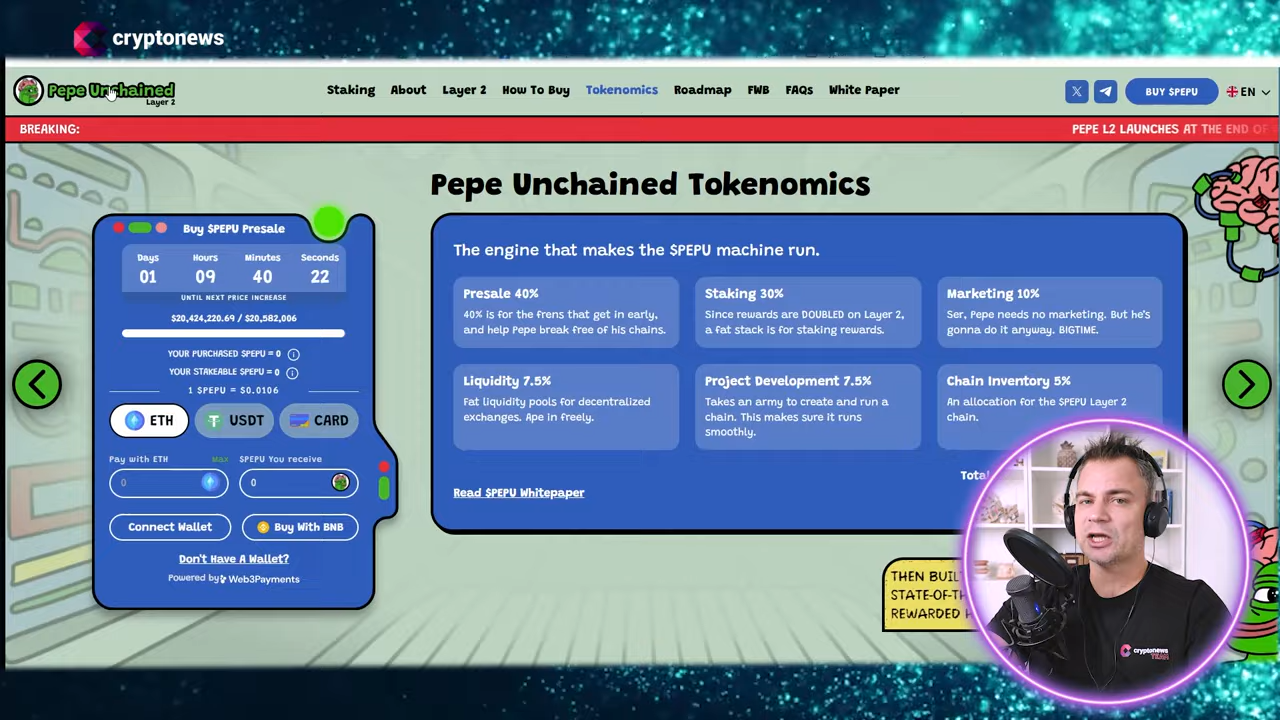 cryptonews
Pepe Unchained
Layer 2
Staking About Layer 2 How To Buy Tokenomics Roadmap FWB FAQs White Paper
BUY $PEPU
EN
BREAKING:
PEPE L2 LAUNCHES AT THE END OF
Pepe Unchained Tokenomics
Buy $PEPU Presale
Days Hours Minutes Seconds
01 09 40 22
UNTIL NEXT PRICE INCREASE
$20,424,220.69 / $20,582,006
YOUR PURCHASED $PEPU = 0
YOUR STAKEABLE $PEPU = 0
1 $PEPU = $0.0106
ETH USDT CARD
Pay with ETH Max $PEPU You receive
0 0
Connect Wallet Buy With BNB
Don't Have A Wallet?
Powered by Web3Payments
The engine that makes the $PEPU machine run.
Presale 40%
40% is for the frens that get in early,
and help Pepe break free of his chains.
Staking 30%
Since rewards are DOUBLED on Layer 2,
a fat stack is for staking rewards.
Marketing 10%
Ser, Pepe needs no marketing. But he's
gonna do it anyway. BIGTIME.
Liquidity 7.5%
Fat liquidity pools for decentralized
exchanges. Ape in freely.
Project Development 7.5%
Takes an army to create and run a
chain. This makes sure it runs
smoothly.
Chain Inventory 5%
An allocation for the $PEPU Layer 2
chain.
Read $PEPU Whitepaper
THEN
STATE-OF-
REWARDED
cryptonews
TEAM